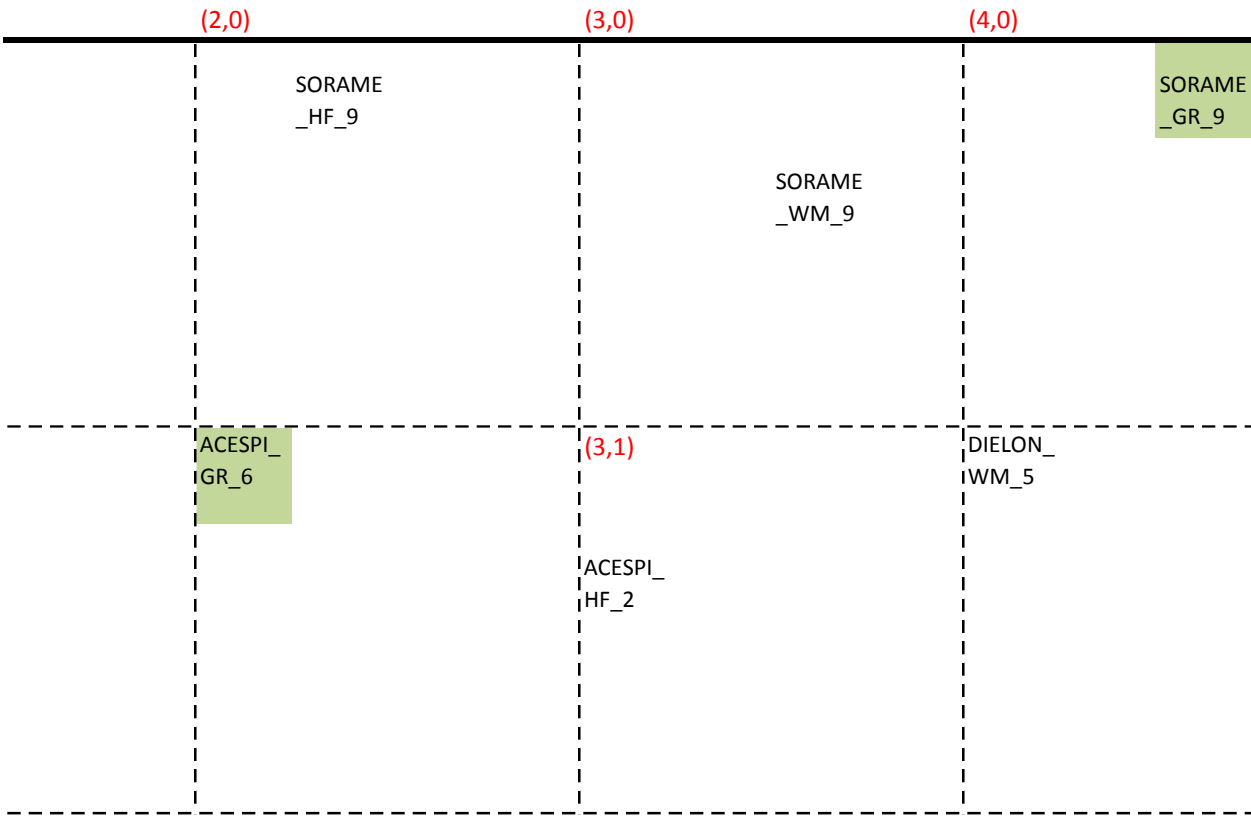 (2,0) (3,0) (4,0)
SORAME
_HF_9
SORAME
_GR_9
SORAME
_WM_9
ACESPI_
GR_6
(3,1)
DIELON_
WM_5
ACESPI_
HF_2